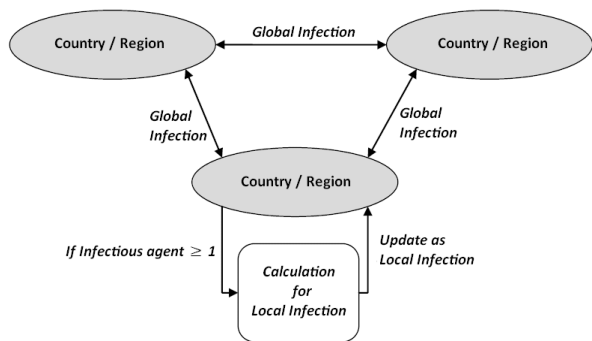 Global Infection
Country / Region
Country / Region
Global
Infection
Global
Infection
Country / Region
If Infectious agent ≥ 1
Update as
Local Infection
Calculation
for
Local Infection